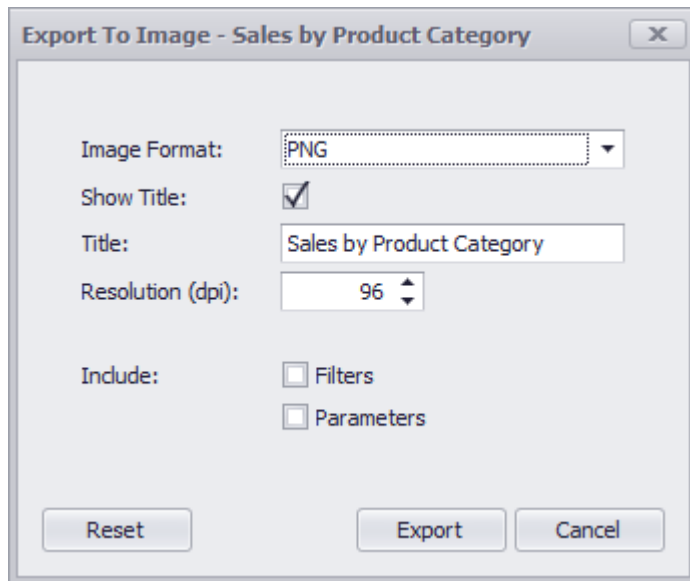 Export To Image - Sales by Product Category
Image Format: PNG
Show Title:
Title: Sales by Product Category
Resolution (dpi): 96
Include: Filters
Parameters
Reset Export Cancel